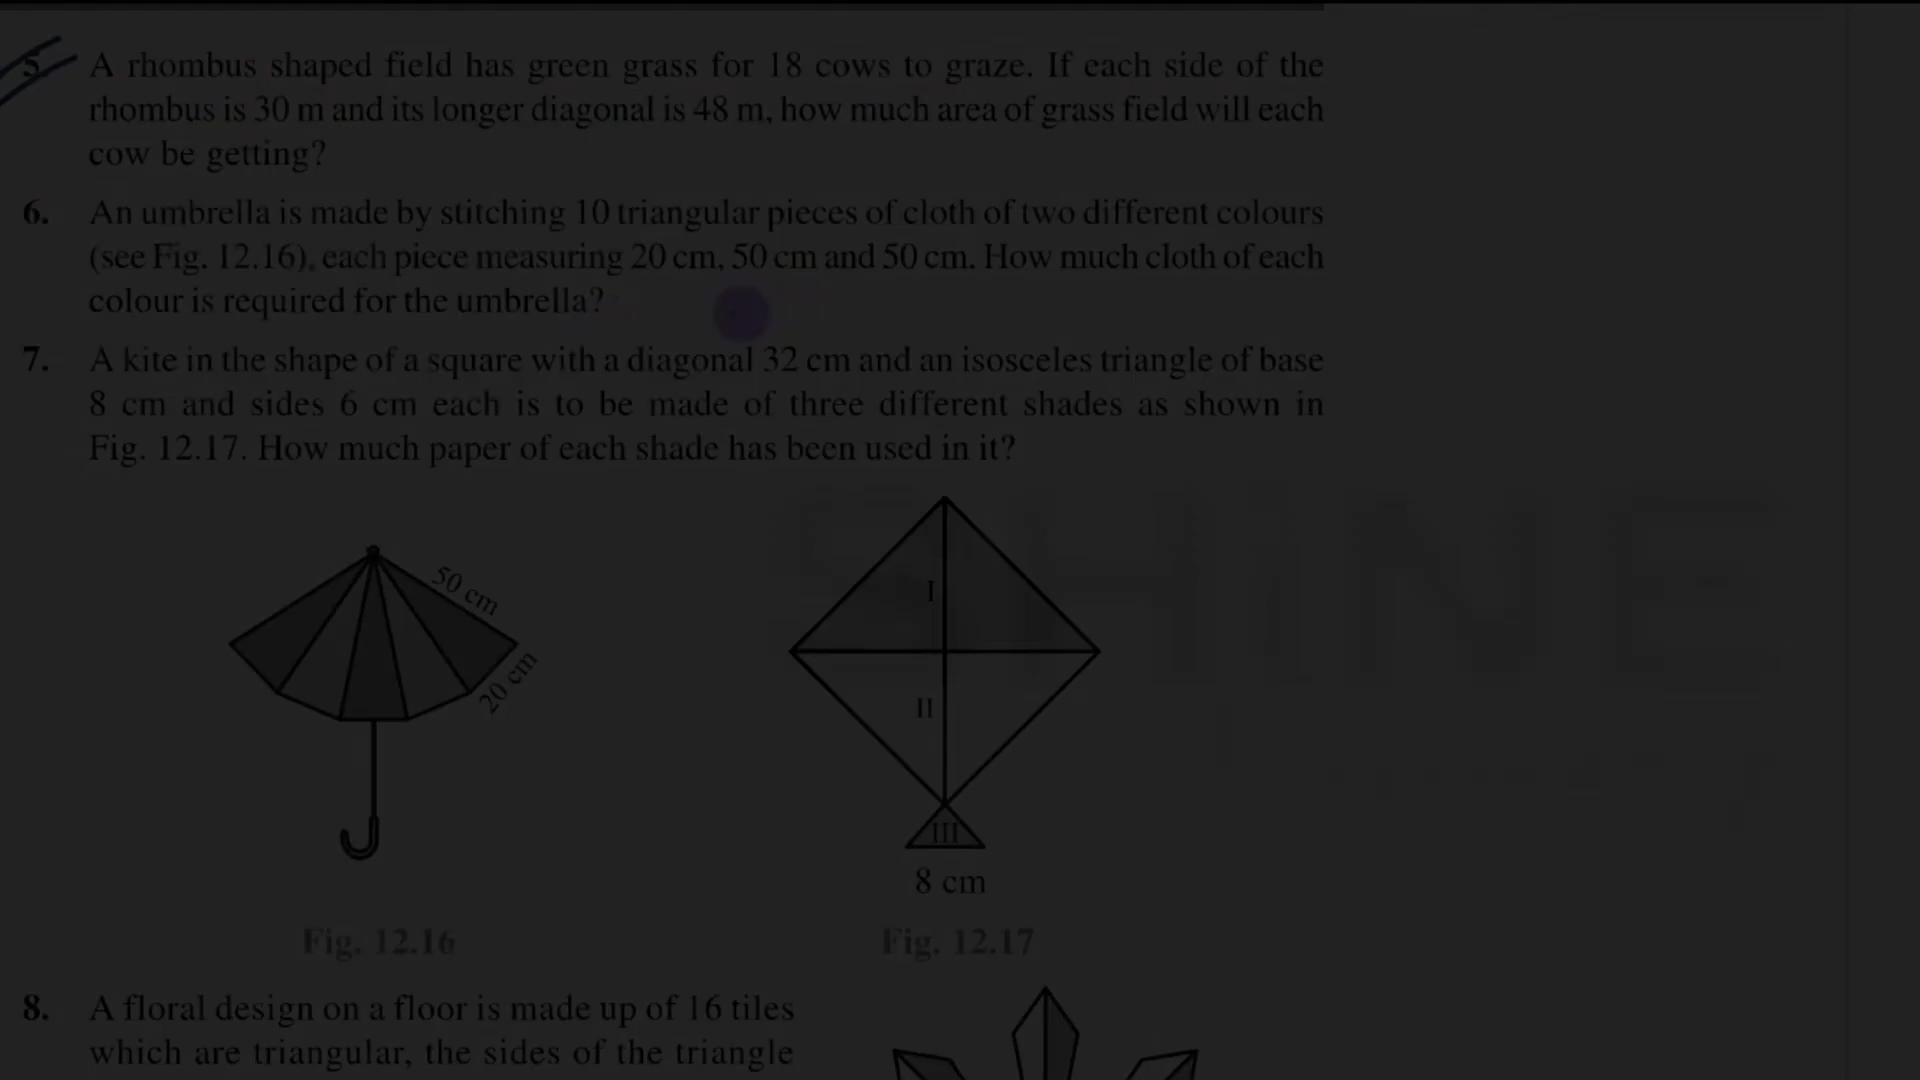 5. A rhombus shaped field has green grass for 18 cows to graze. If each side of the
rhombus is 30 m and its longer diagonal is 48 m, how much area of grass field will each
cow be getting?
6. An umbrella is made by stitching 10 triangular pieces of cloth of two different colours
(see Fig. 12.16), each piece measuring 20 cm, 50 cm and 50 cm. How much cloth of each
colour is required for the umbrella?
7. A kite in the shape of a square with a diagonal 32 cm and an isosceles triangle of base
8 cm and sides 6 cm each is to be made of three different shades as shown in
Fig. 12.17. How much paper of each shade has been used in it?
50 cm
20 cm
I
II
III
8 cm
Fig. 12.16
Fig. 12.17
SHINE
8. A floral design on a floor is made up of 16 tiles
which are triangular, the sides of the triangle